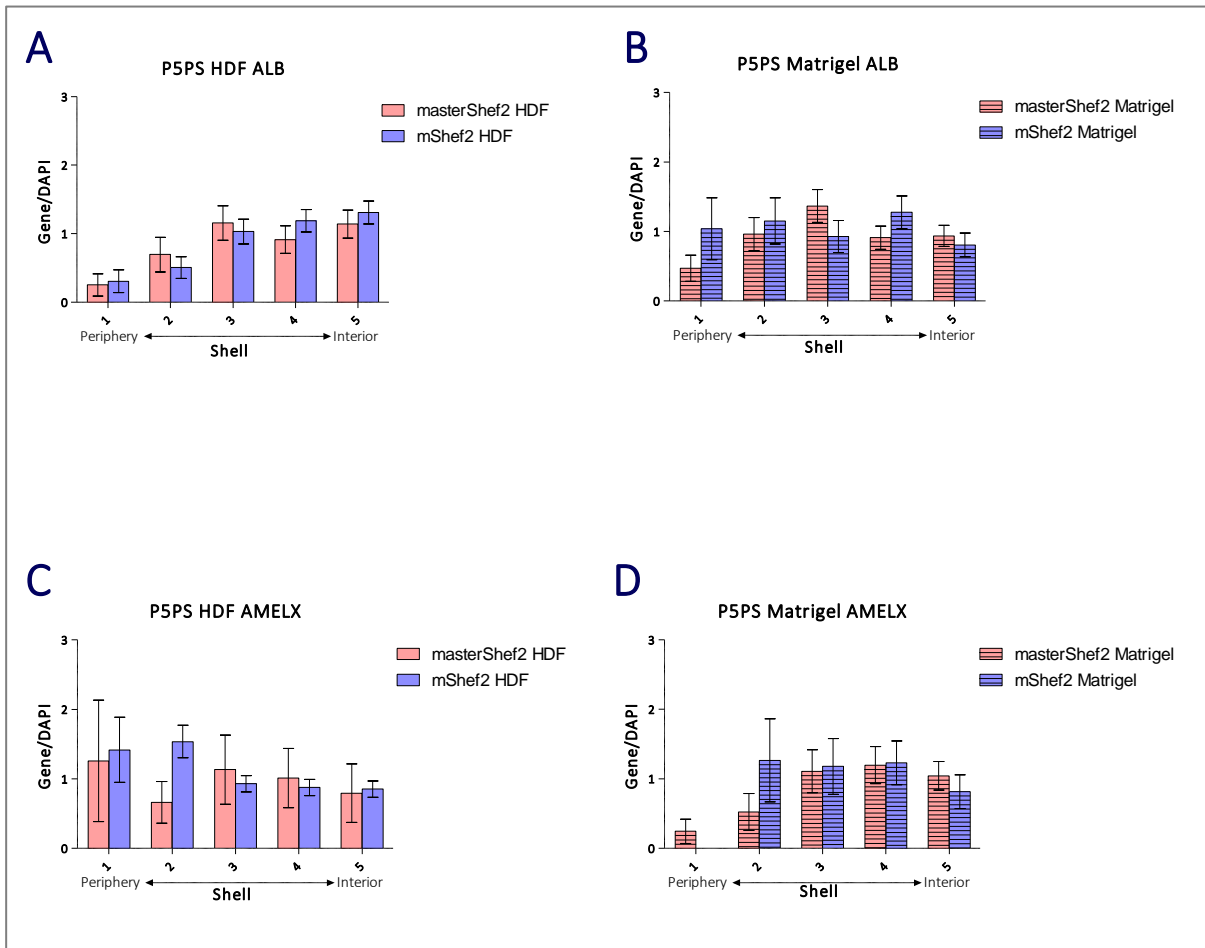 A
P5PS HDF ALB
masterShef2 HDF
mShef2 HDF
Gene/DAPI
3
2
1
0
1 2 3 4 5
Periphery Interior
Shell
B
P5PS Matrigel ALB
masterShef2 Matrigel
mShef2 Matrigel
Gene/DAPI
3
2
1
0
1 2 3 4 5
Periphery Interior
Shell
C
P5PS HDF AMELX
masterShef2 HDF
mShef2 HDF
Gene/DAPI
3
2
1
0
1 2 3 4 5
Periphery Interior
Shell
D
P5PS Matrigel AMELX
masterShef2 Matrigel
mShef2 Matrigel
Gene/DAPI
3
2
1
0
1 2 3 4 5
Periphery Interior
Shell